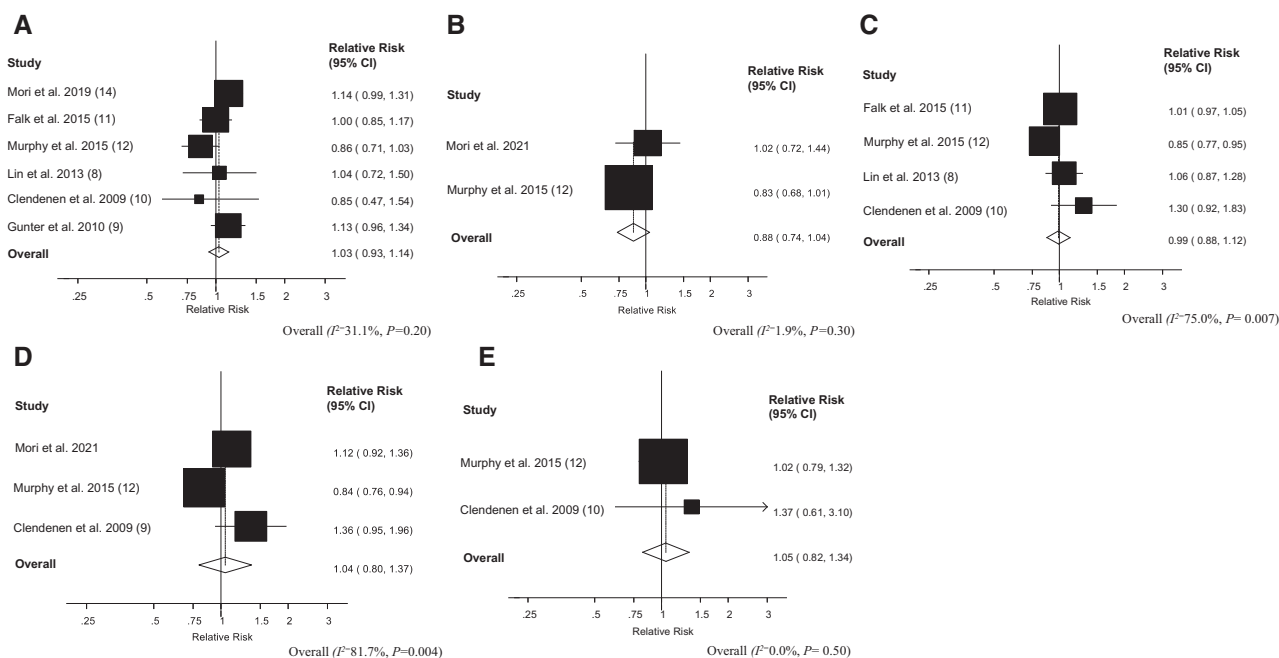 A
Relative Risk
(95% CI)
Study
Mori et al. 2019 (14) 1.14 ( 0.99, 1.31)
Falk et al. 2015 (11) 1.00 ( 0.85, 1.17)
Murphy et al. 2015 (12) 0.86 ( 0.71, 1.03)
Lin et al. 2013 (8) 1.04 ( 0.72, 1.50)
Clendenen et al. 2009 (10) 0.85 ( 0.47, 1.54)
Gunter et al. 2010 (9) 1.13 ( 0.96, 1.34)
Overall 1.03 ( 0.93, 1.14)
.25 .5 .75 1 1.5 2 3
Relative Risk
Overall (I²⁼31.1%, P=0.20)
B
Relative Risk
(95% CI)
Study
Mori et al. 2021 1.02 ( 0.72, 1.44)
Murphy et al. 2015 (12) 0.83 ( 0.68, 1.01)
Overall 0.88 ( 0.74, 1.04)
.25 .5 .75 1 1.5 2 3
Relative Risk
Overall (I²⁼1.9%, P=0.30)
C
Relative Risk
(95% CI)
Study
Falk et al. 2015 (11) 1.01 ( 0.97, 1.05)
Murphy et al. 2015 (12) 0.85 ( 0.77, 0.95)
Lin et al. 2013 (8) 1.06 ( 0.87, 1.28)
Clendenen et al. 2009 (10) 1.30 ( 0.92, 1.83)
Overall 0.99 ( 0.88, 1.12)
.25 .5 .75 1 1.5 2 3
Relative Risk
Overall (I²⁼75.0%, P= 0.007)
D
Relative Risk
(95% CI)
Study
Mori et al. 2021 1.12 ( 0.92, 1.36)
Murphy et al. 2015 (12) 0.84 ( 0.76, 0.94)
Clendenen et al. 2009 (9) 1.36 ( 0.95, 1.96)
Overall 1.04 ( 0.80, 1.37)
.25 .5 .75 1 1.5 2 3
Relative Risk
Overall (I²⁼81.7%, P=0.004)
E
Relative Risk
(95% CI)
Study
Murphy et al. 2015 (12) 1.02 ( 0.79, 1.32)
Clendenen et al. 2009 (10) 1.37 ( 0.61, 3.10)
Overall 1.05 ( 0.82, 1.34)
.25 .5 .75 1 1.5 2 3
Relative Risk
Overall (I²⁼0.0%, P= 0.50)